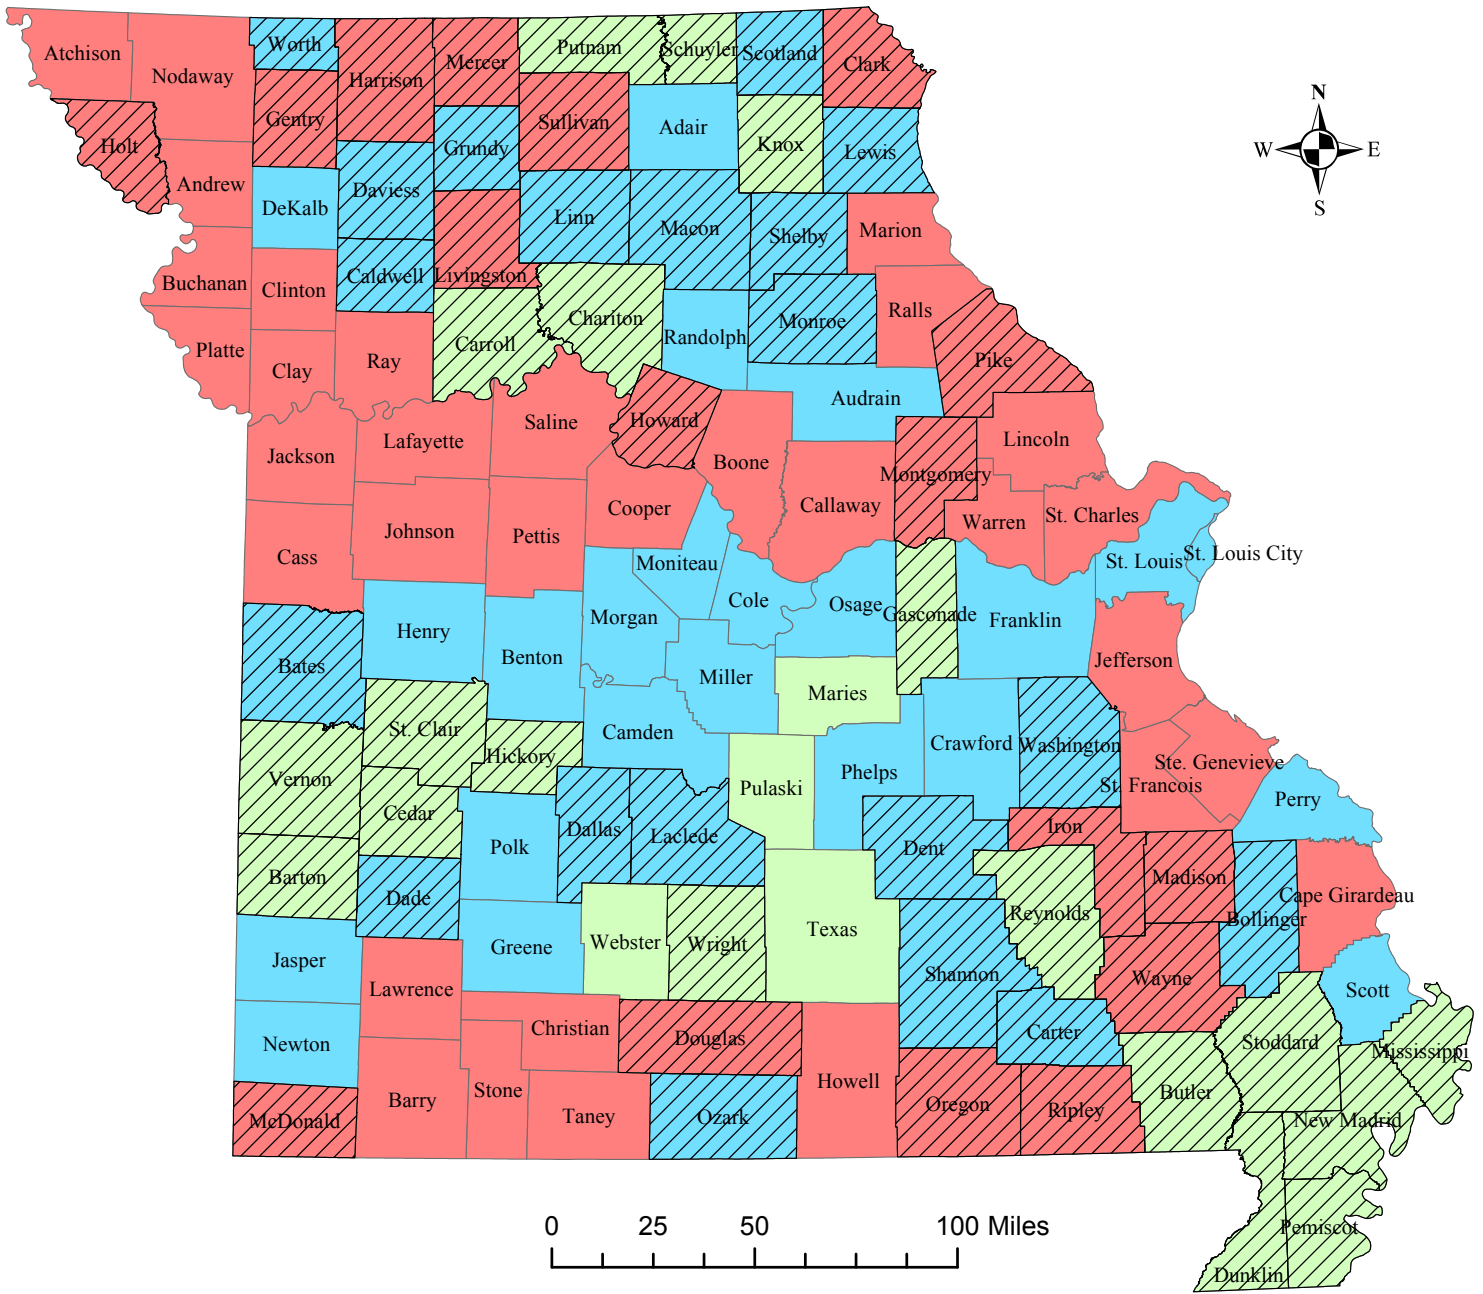 Atchison
Nodaway
Worth
Harrison
Mercer
Putnam
Schuyler
Scotland
Clark
N
W
E
S
Holt
Gentry
Sullivan
Adair
Knox
Lewis
Andrew
DeKalb
Daviess
Grundy
Linn
Macon
Shelby
Marion
Buchanan
Clinton
Caldwell
Livingston
Chariton
Randolph
Monroe
Ralls
Platte
Clay
Ray
Carroll
Audrain
Pike
Jackson
Lafayette
Saline
Howard
Boone
Callaway
Montgomery
Lincoln
Cass
Johnson
Pettis
Cooper
Moniteau
Cole
Osage
Gasconade
Warren
St. Charles
St. Louis
St. Louis City
Franklin
Bates
Henry
Benton
Morgan
Miller
Maries
Jefferson
Vernon
St. Clair
Hickory
Camden
Pulaski
Phelps
Crawford
Washington
St. Francois
Ste. Genevieve
Perry
Barton
Cedar
Polk
Dallas
Laclede
Dent
Iron
Madison
Bollinger
Cape Girardeau
Dade
Jasper
Greene
Webster
Wright
Texas
Reynolds
Shannon
Wayne
Scott
Lawrence
Newton
Christian
Douglas
Carter
Stoddard
Mississippi
McDonald
Barry
Stone
Taney
Ozark
Howell
Oregon
Ripley
Butler
New Madrid
Pemiscot
Dunklin
0 25 50 100 Miles